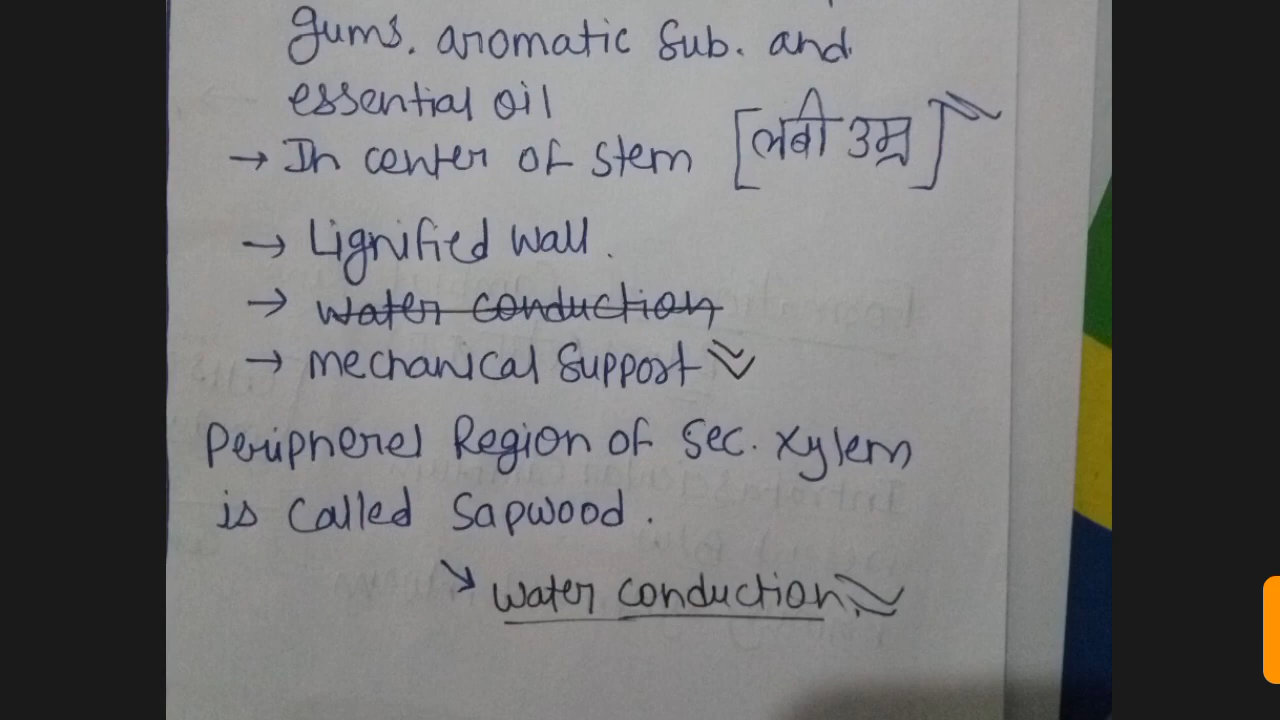 gums. aromatic Sub. and
essential oil
→ In center of stem [लबी उम्र]
→ Lignified wall.
→ water conduction
→ mechanical support
Peripherel Region of Sec. xylem
is called Sapwood.
↘ water conduction